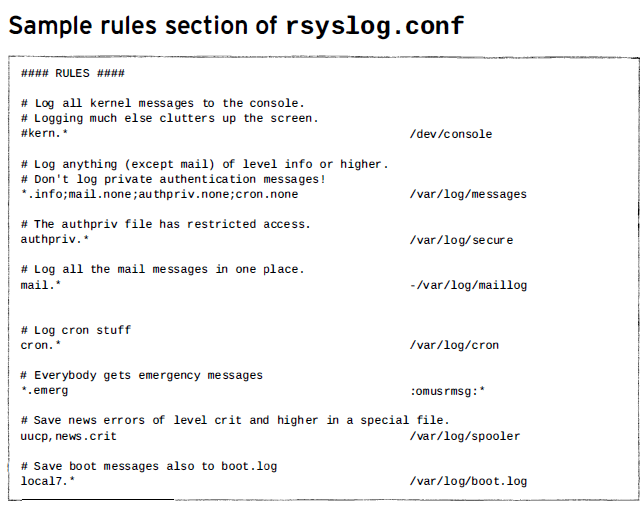 Sample rules section of rsyslog.conf
#### RULES ####
# Log all kernel messages to the console.
# Logging much else clutters up the screen.
#kern.* /dev/console
# Log anything (except mail) of level info or higher.
# Don't log private authentication messages!
*.info;mail.none;authpriv.none;cron.none /var/log/messages
# The authpriv file has restricted access.
authpriv.* /var/log/secure
# Log all the mail messages in one place.
mail.* -/var/log/maillog
# Log cron stuff
cron.* /var/log/cron
# Everybody gets emergency messages
*.emerg :omusrmsg:*
# Save news errors of level crit and higher in a special file.
uucp,news.crit /var/log/spooler
# Save boot messages also to boot.log
local7.* /var/log/boot.log